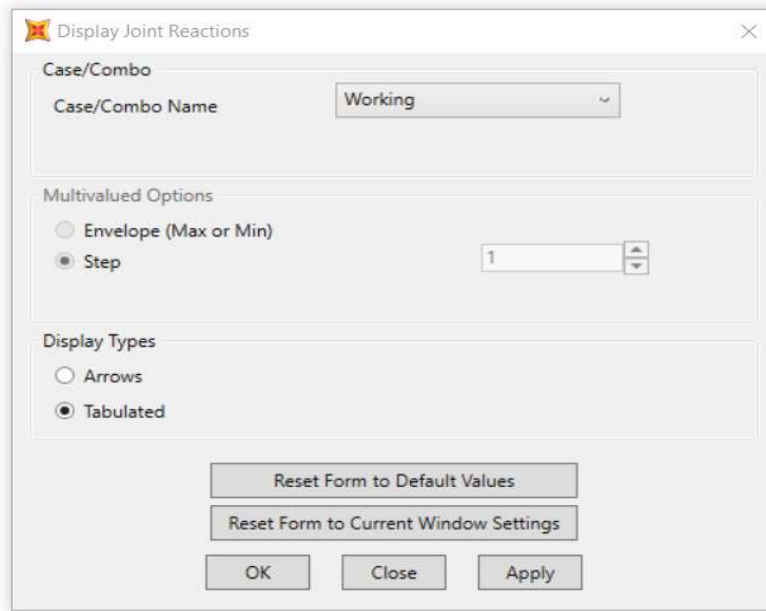 Display Joint Reactions
Case/Combo
Case/Combo Name
Working
Multivalued Options
Envelope (Max or Min)
Step
1
Display Types
Arrows
Tabulated
Reset Form to Default Values
Reset Form to Current Window Settings
OK Close Apply